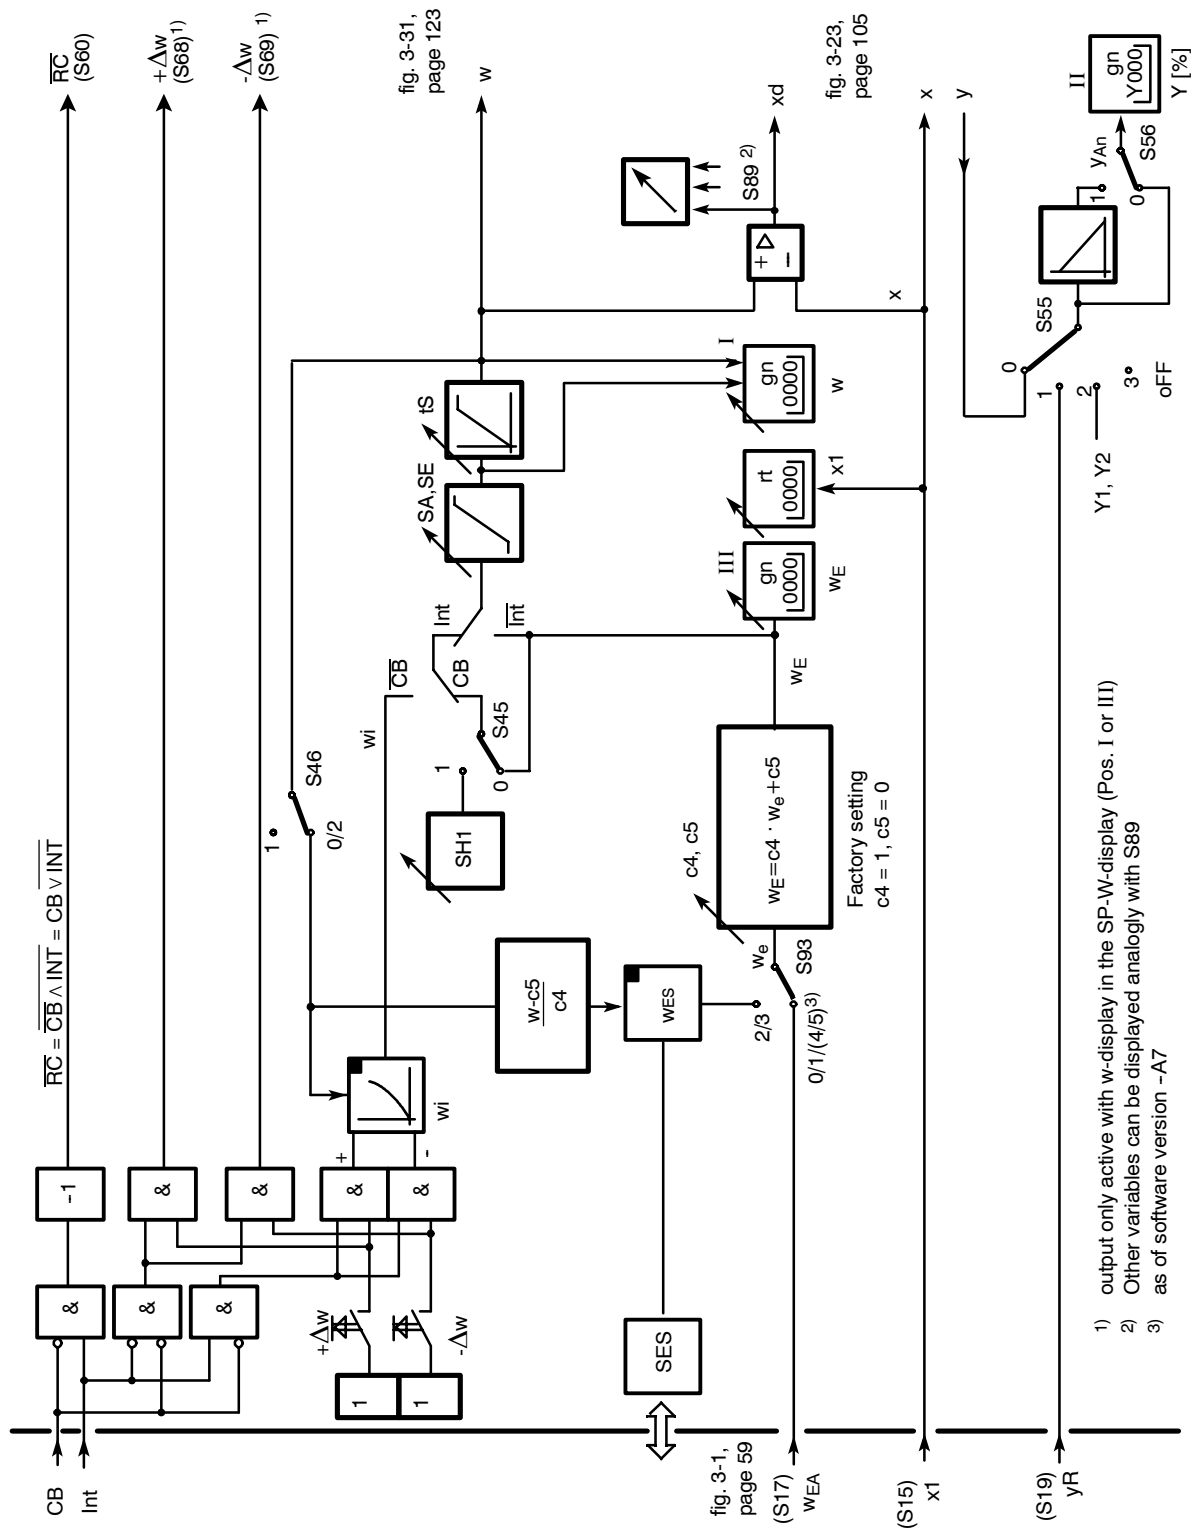 CB
Int
RC = CB ∧ INT = CB ∨ INT
RC
(S60)
+Δw
(S68)1)
-Δw
(S69) 1)
&
-1
&
&
&
&
&
&
+Δw
-Δw
1
1
+
-
wi
wi
S46
1
0/2
CB
CB
Int
Int
SA,SE
tS
w
fig. 3-31,
page 123
SH1
1
0
S45
w-c5
c4
WES
SES
2/3
0/1/(4/5)3)
S93
we
c4, c5
wE=c4 · we+c5
Factory setting
c4 = 1, c5 = 0
wE
III
gn
0000
wE
rt
0000
x1
I
gn
0000
w
+
−
S89 2)
xd
fig. 3-23,
page 105
x
x
y
fig. 3-1,
page 59
(S17)
wEA
(S15)
x1
(S19)
yR
Y1, Y2
0
1
2
3
oFF
S55
1
0
yAn
S56
II
gn
Y000
Y [%]
1) output only active with w-display in the SP-W-display (Pos. I or III)
2) Other variables can be displayed analogly with S89
3) as of software version -A7